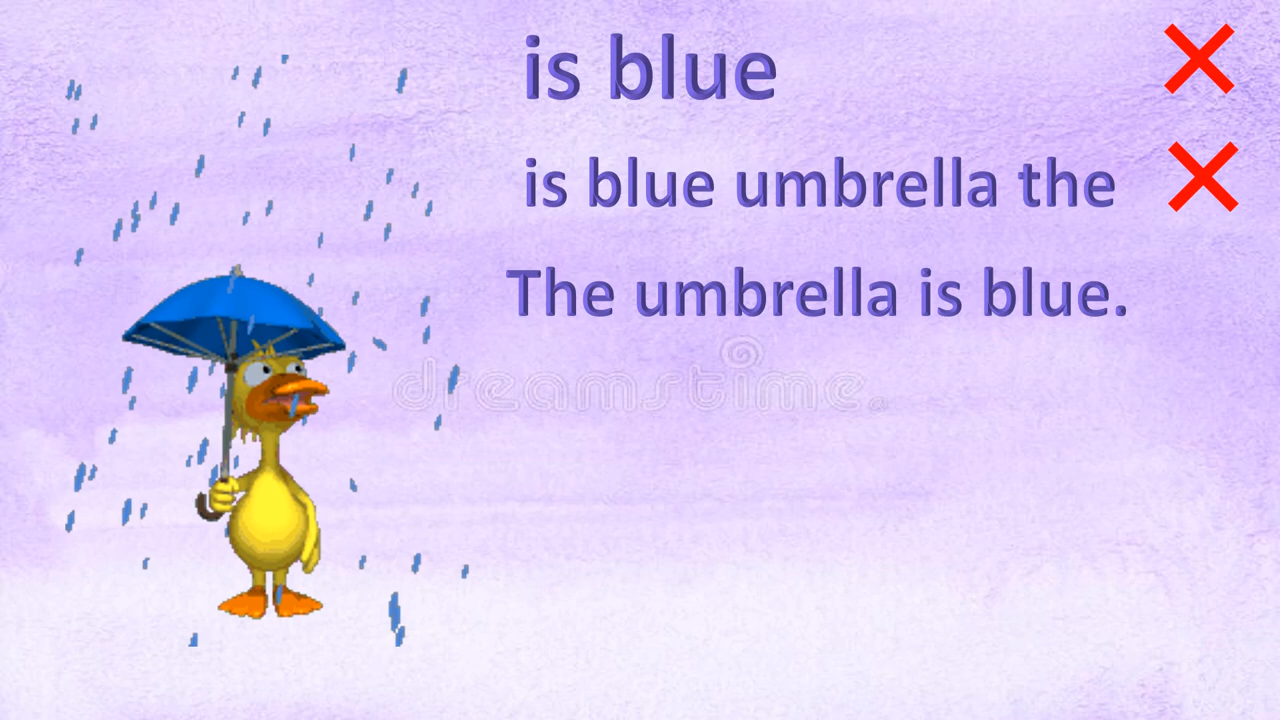 is blue
is blue umbrella the
The umbrella is blue.
dreamstime.